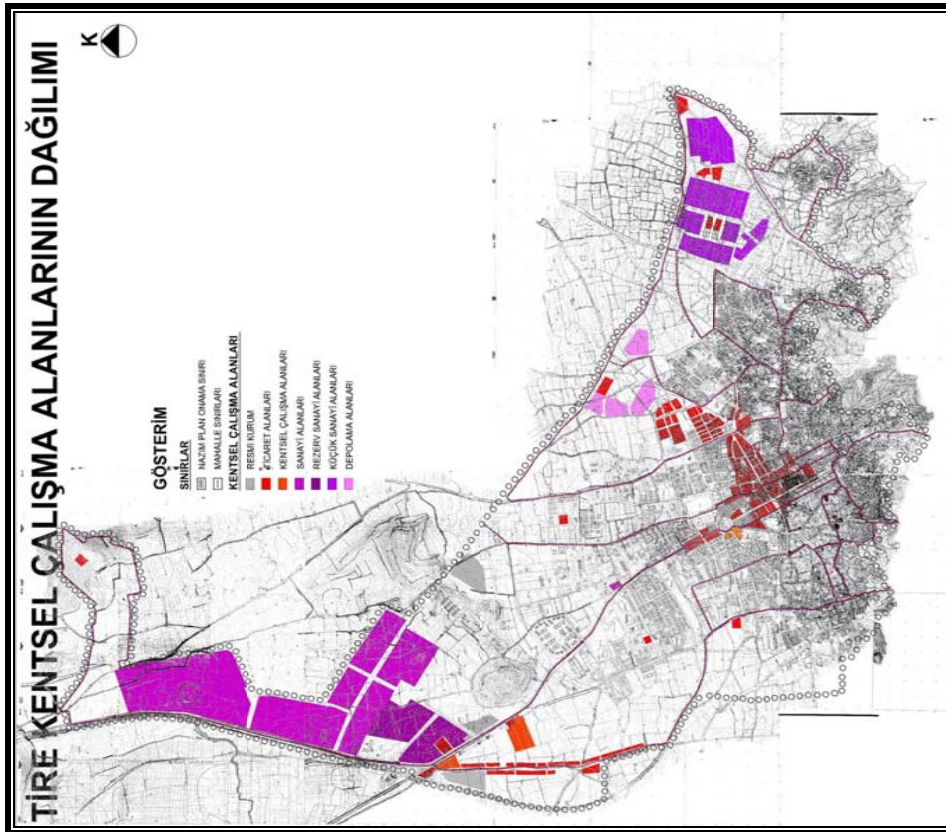 TİRE KENTSEL ÇALIŞMA ALANLARININ DAĞILIMI
K
GÖSTERİM
SINIRLAR
NAZIM PLAN ONAMA SINIRI
MAHALLE SINIRLARI
KENTSEL ÇALIŞMA ALANLARI
RESMİ KURUM
TİCARET ALANLARI
KENTSEL ÇALIŞMA ALANLARI
SANAYİ ALANLARI
REZERV SANAYİ ALANLARI
KÜÇÜK SANAYİ ALANLARI
DEPOLAMA ALANLARI